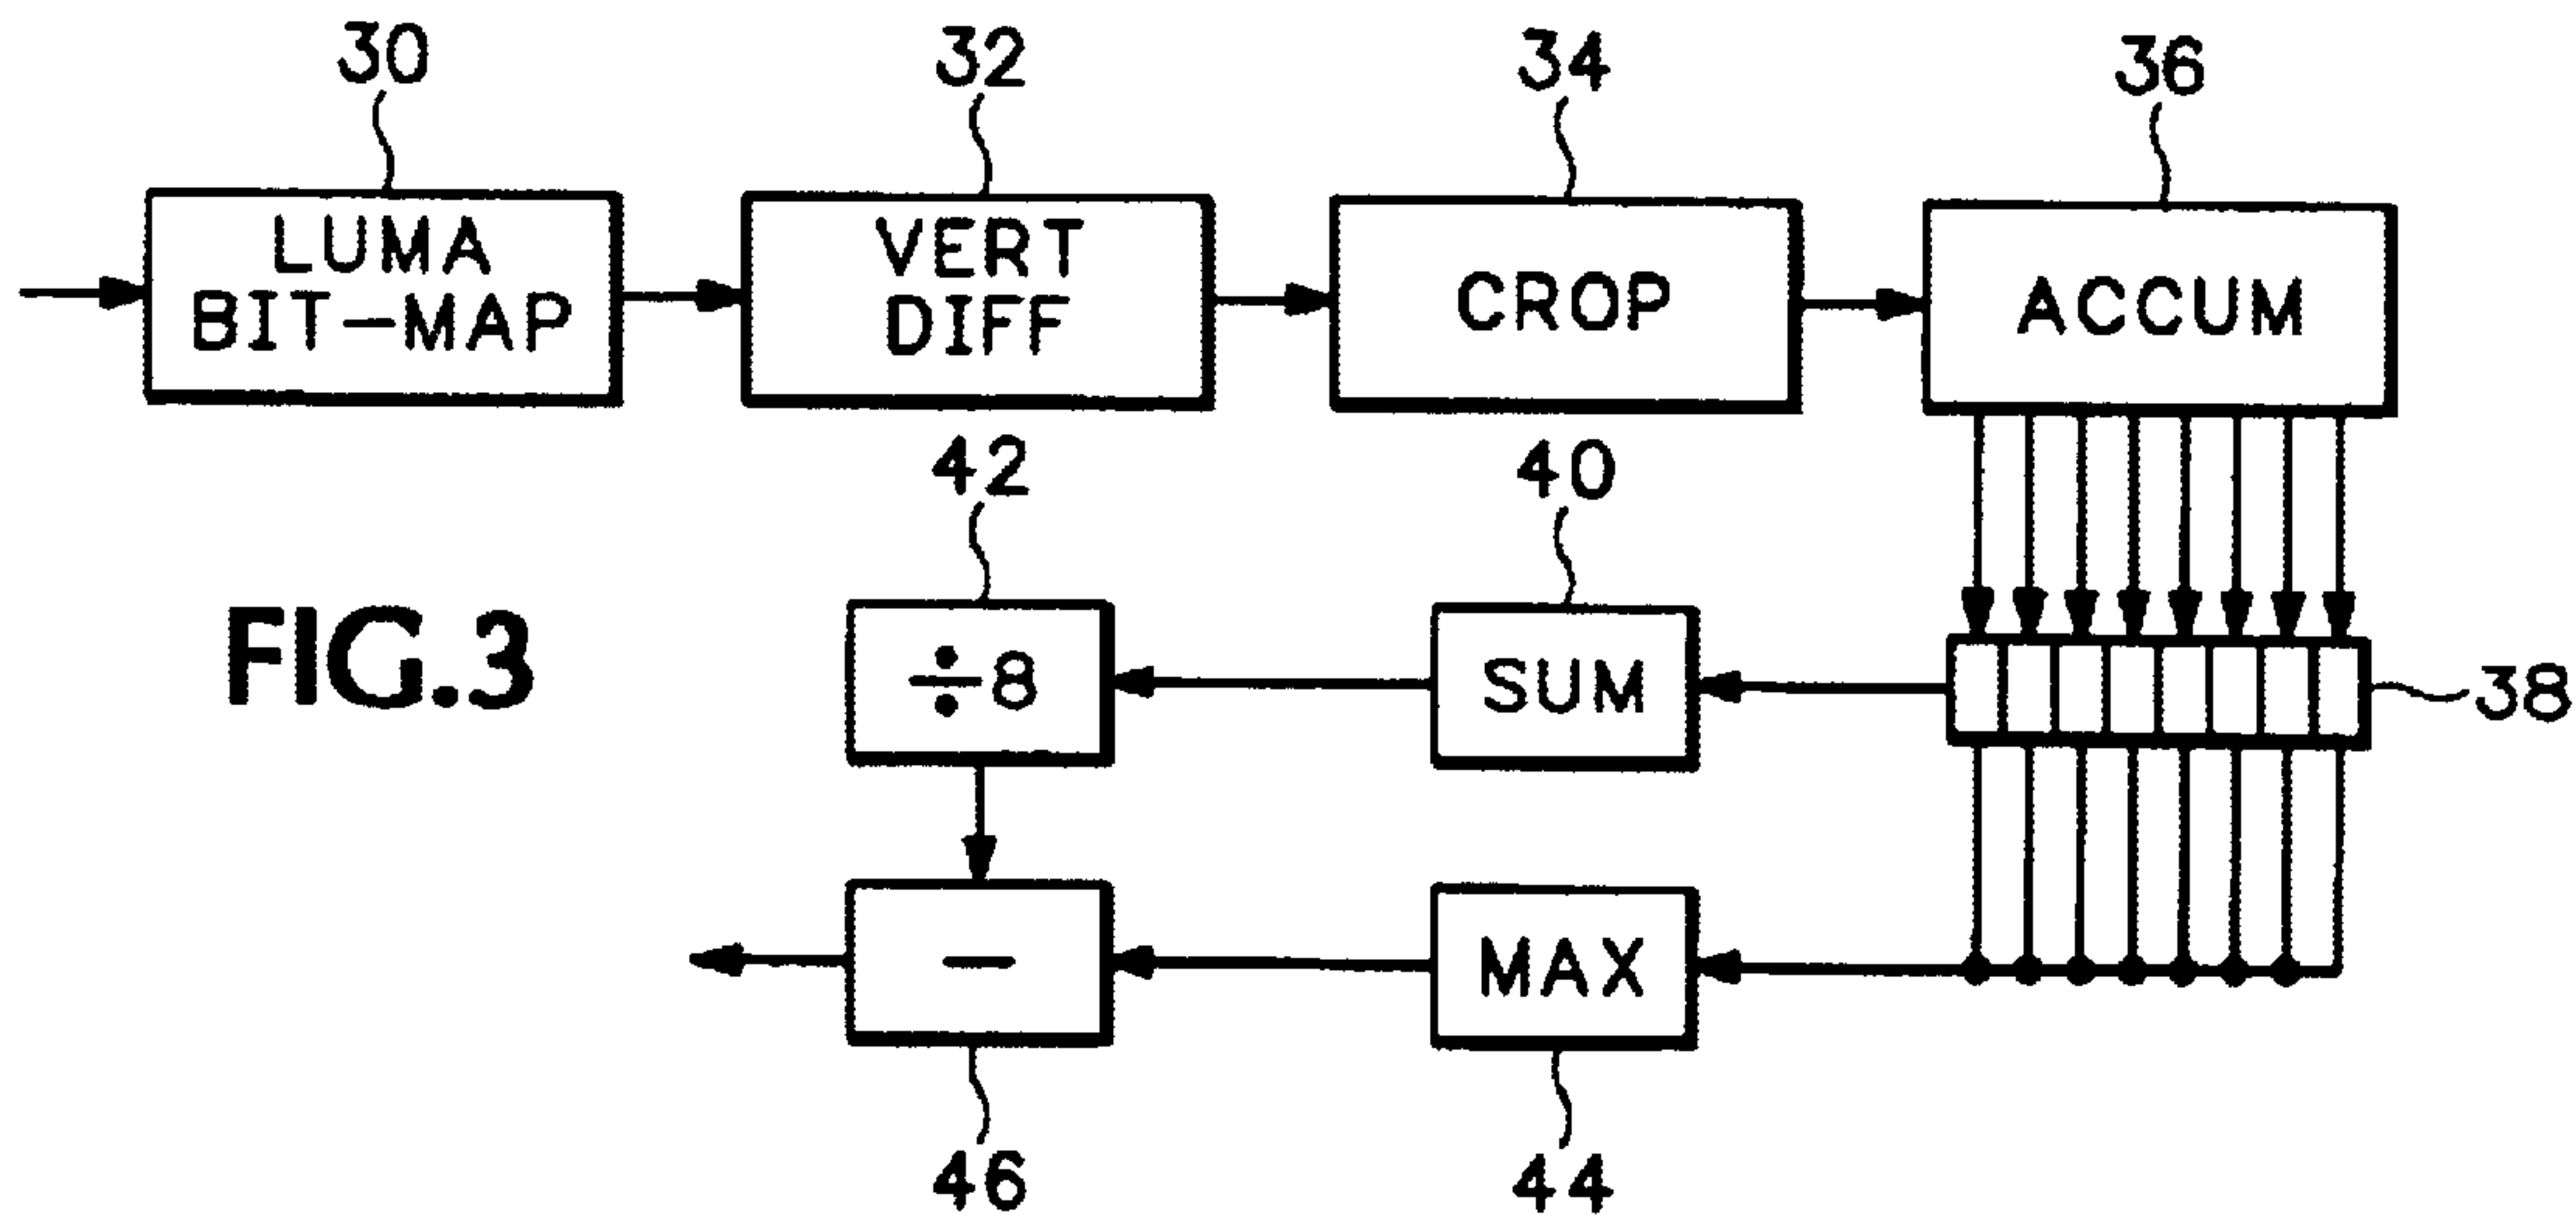 30
32
34
36
LUMA
BIT-MAP
VERT
DIFF
CROP
ACCUM
42
40
FIG.3
÷8
SUM
38
–
MAX
46
44